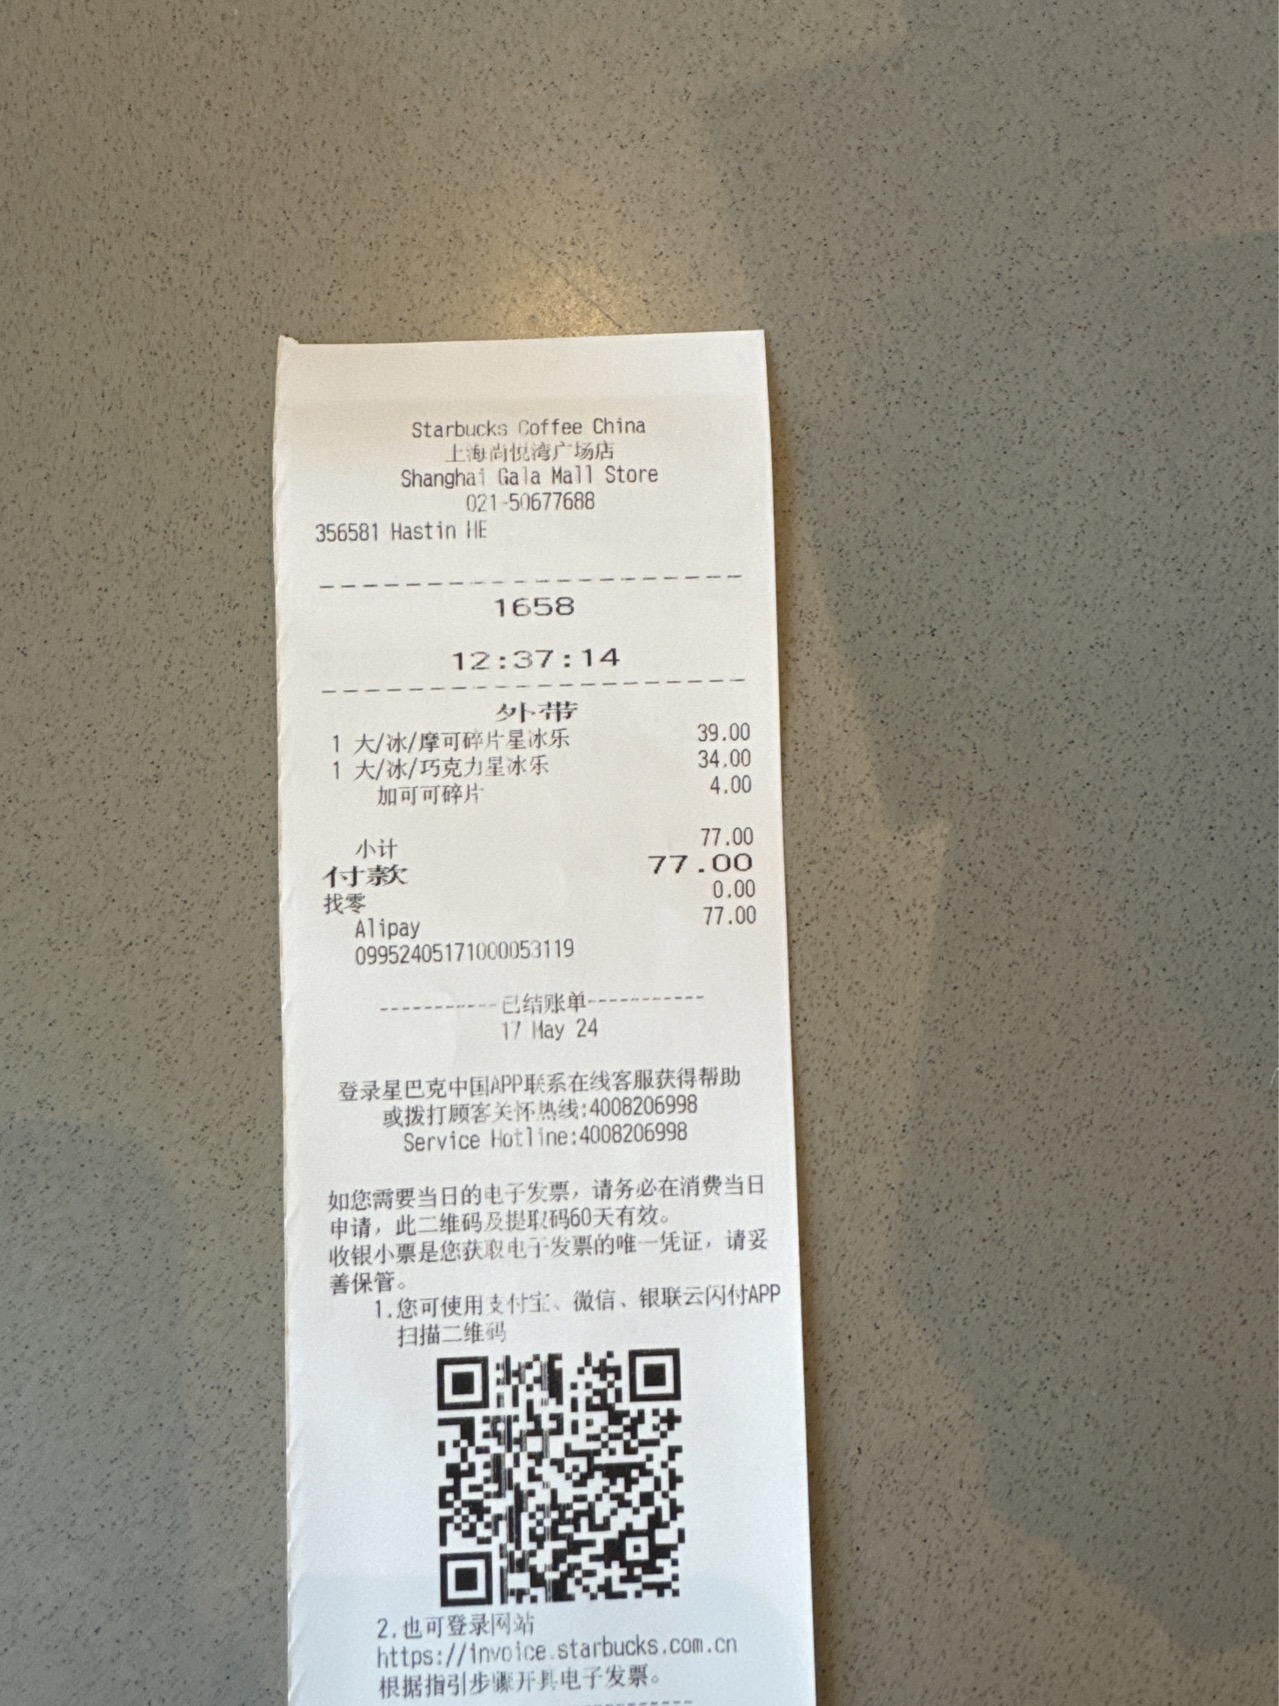 Starbucks Coffee China
上海尚悦湾广场店
Shanghai Gala Mall Store
021-50677688
356581 Hastin HE
1658
12:37:14
外带
1 大/冰/摩可碎片星冰乐 39.00
1 大/冰/巧克力星冰乐 34.00
加可可碎片 4.00
小计 77.00
付款 77.00
找零 0.00
Alipay 77.00
09952405171000053119
-----------已结账单-----------
17 May 24
登录星巴克中国APP联系在线客服获得帮助
或拨打顾客关怀热线:4008206998
Service Hotline:4008206998
如您需要当日的电子发票，请务必在消费当日
申请，此二维码及提取码60天有效。
收银小票是您获取电子发票的唯一凭证，请妥
善保管。
1.您可使用支付宝、微信、银联云闪付APP
扫描二维码
2.也可登录网站
https://invoice.starbucks.com.cn
根据指引步骤开具电子发票。